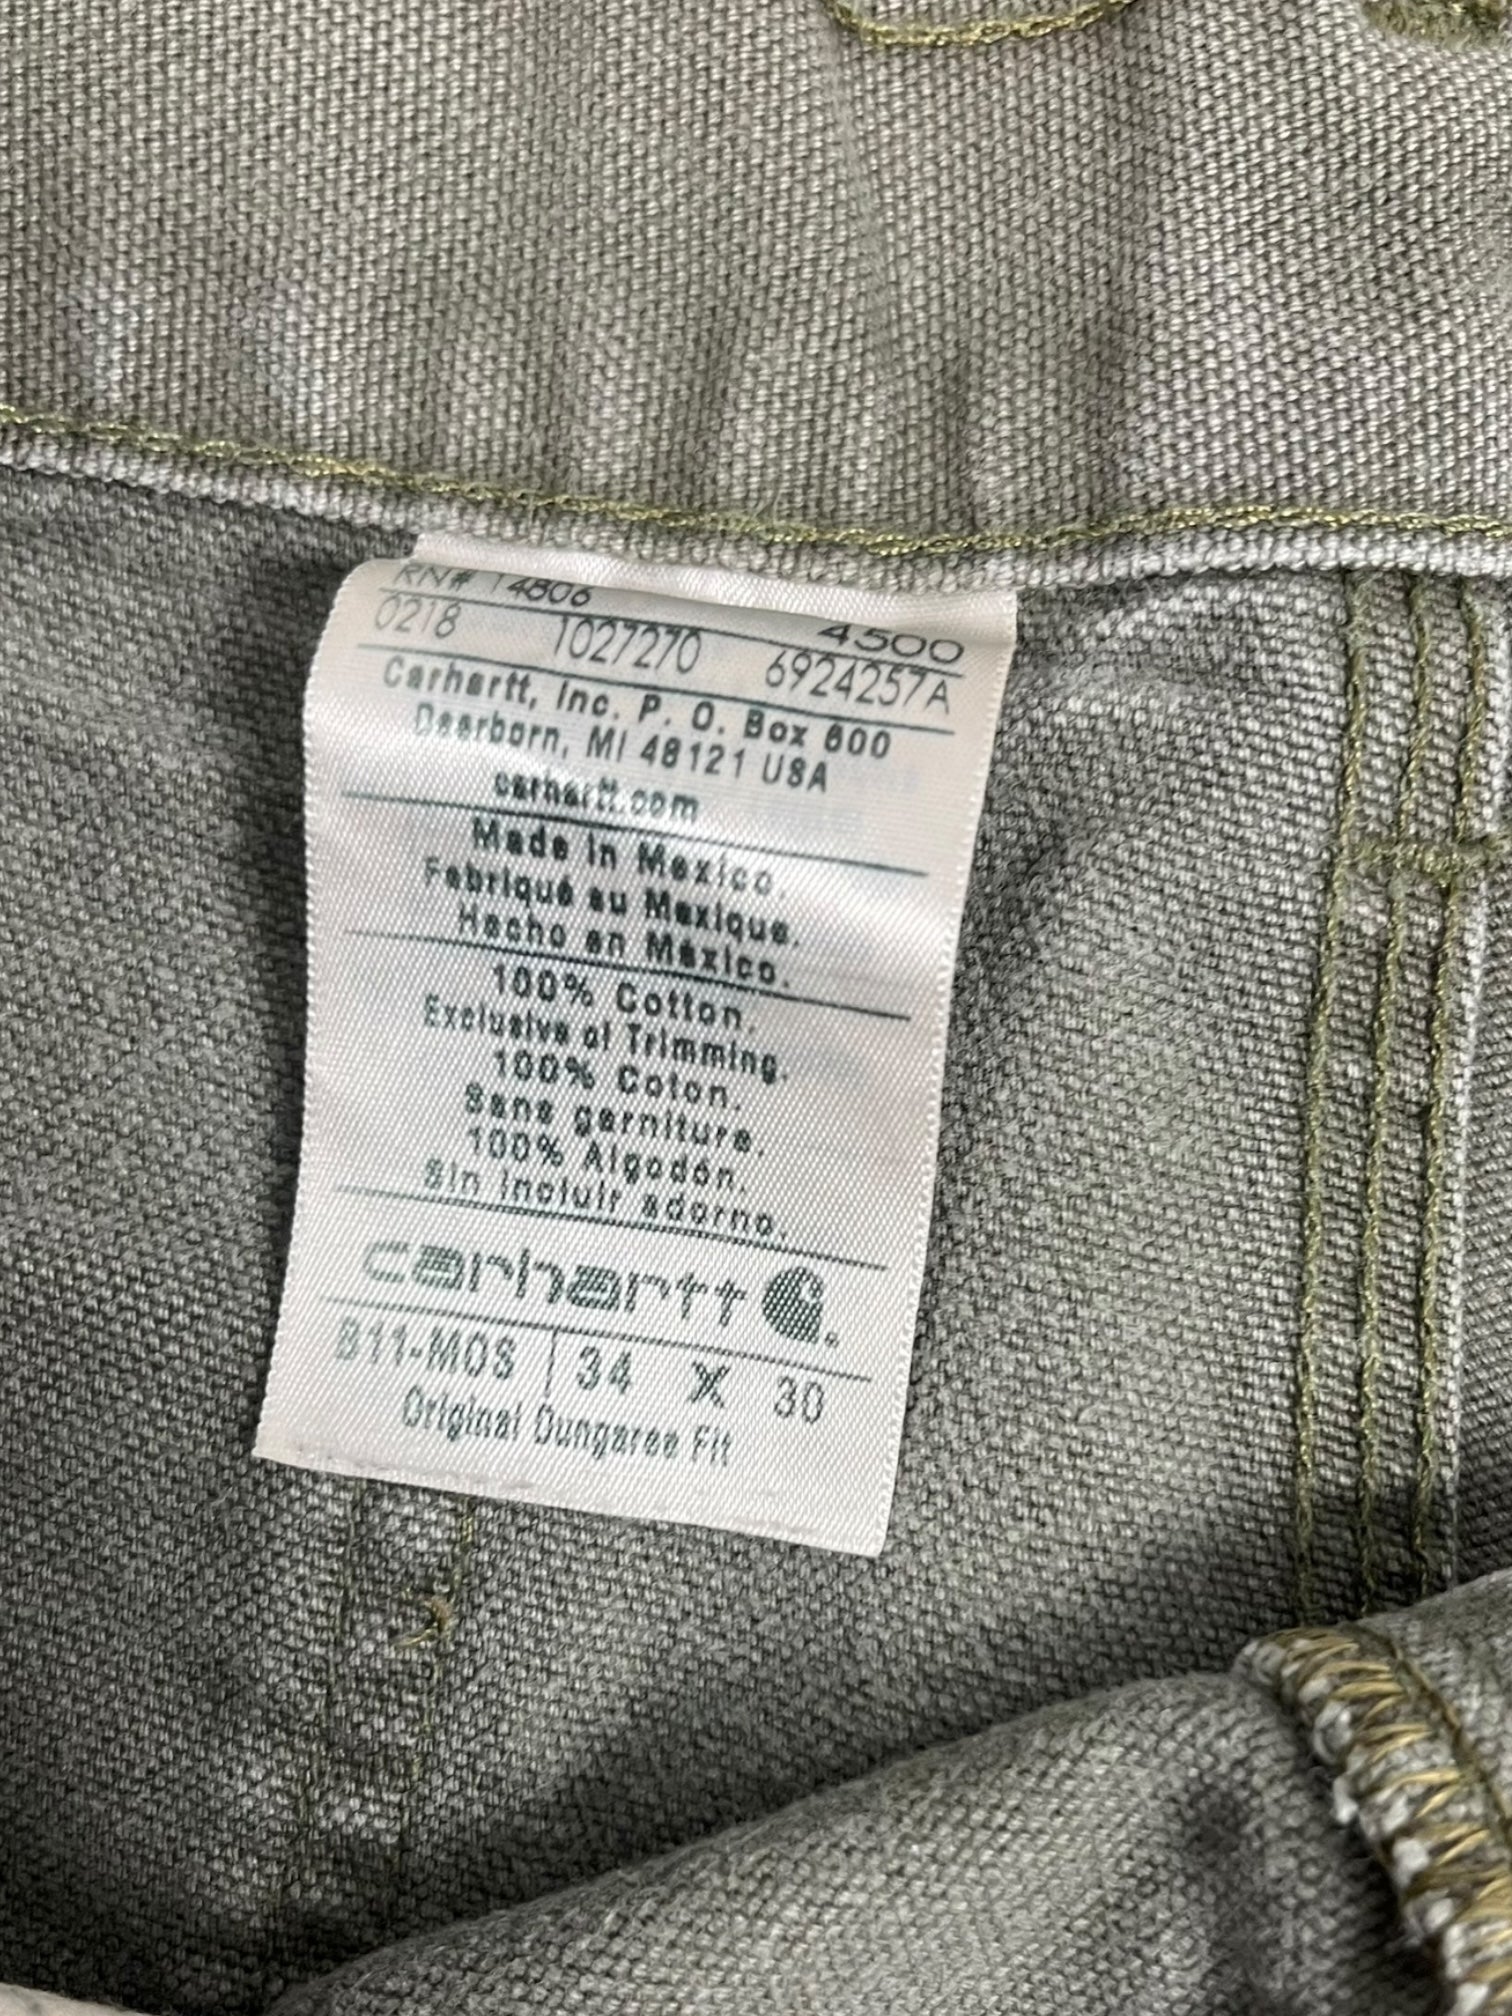 RN# 14806
4500
0218 1027270 6924257A
Carhartt, Inc. P. O. Box 600
Dearborn, MI 48121 USA
carhartt.com
Made in Mexico.
Fabriqué au Mexique.
Hecho en México.
100% Cotton.
Exclusive of Trimming.
100% Coton.
Sans garniture.
100% Algodón.
Sin incluir adorno.
carhartt
B11-MOS 34 X 30
Original Dungaree Fit